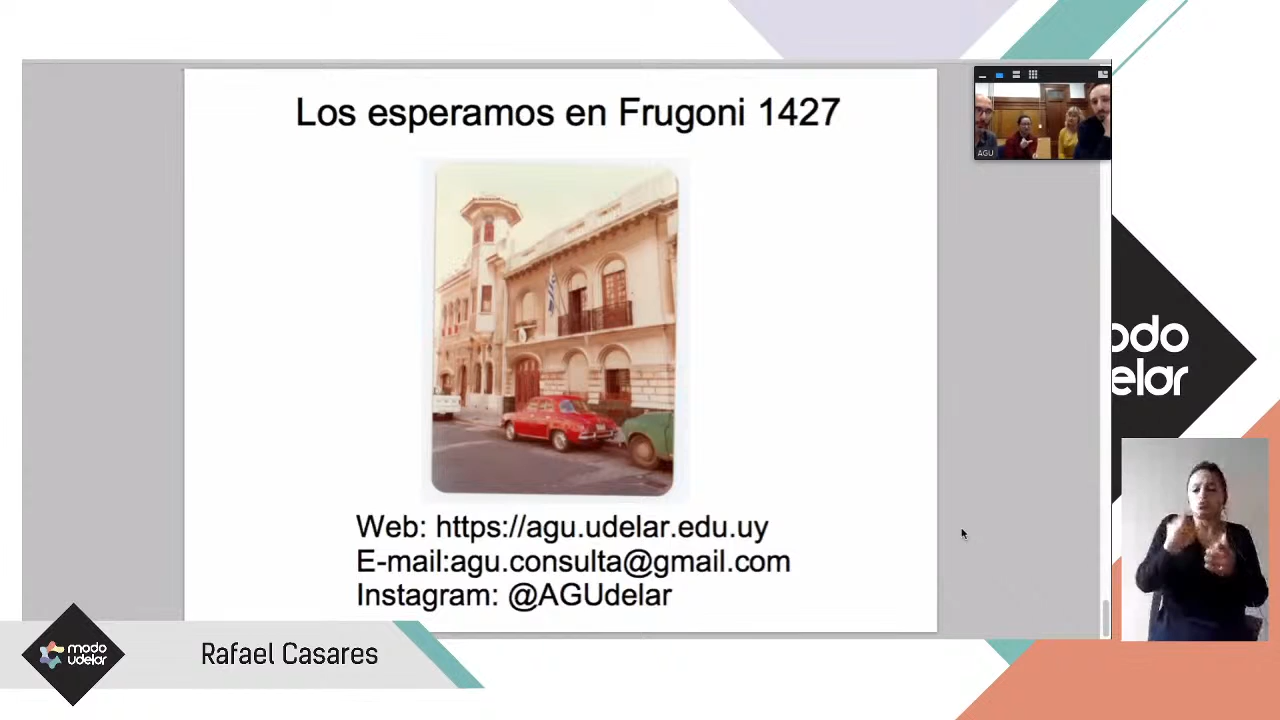 Los esperamos en Frugoni 1427
AGU
Web: https://agu.udelar.edu.uy
E-mail:agu.consulta@gmail.com
Instagram: @AGUdelar
odo
elar
modo
udelar
Rafael Casares